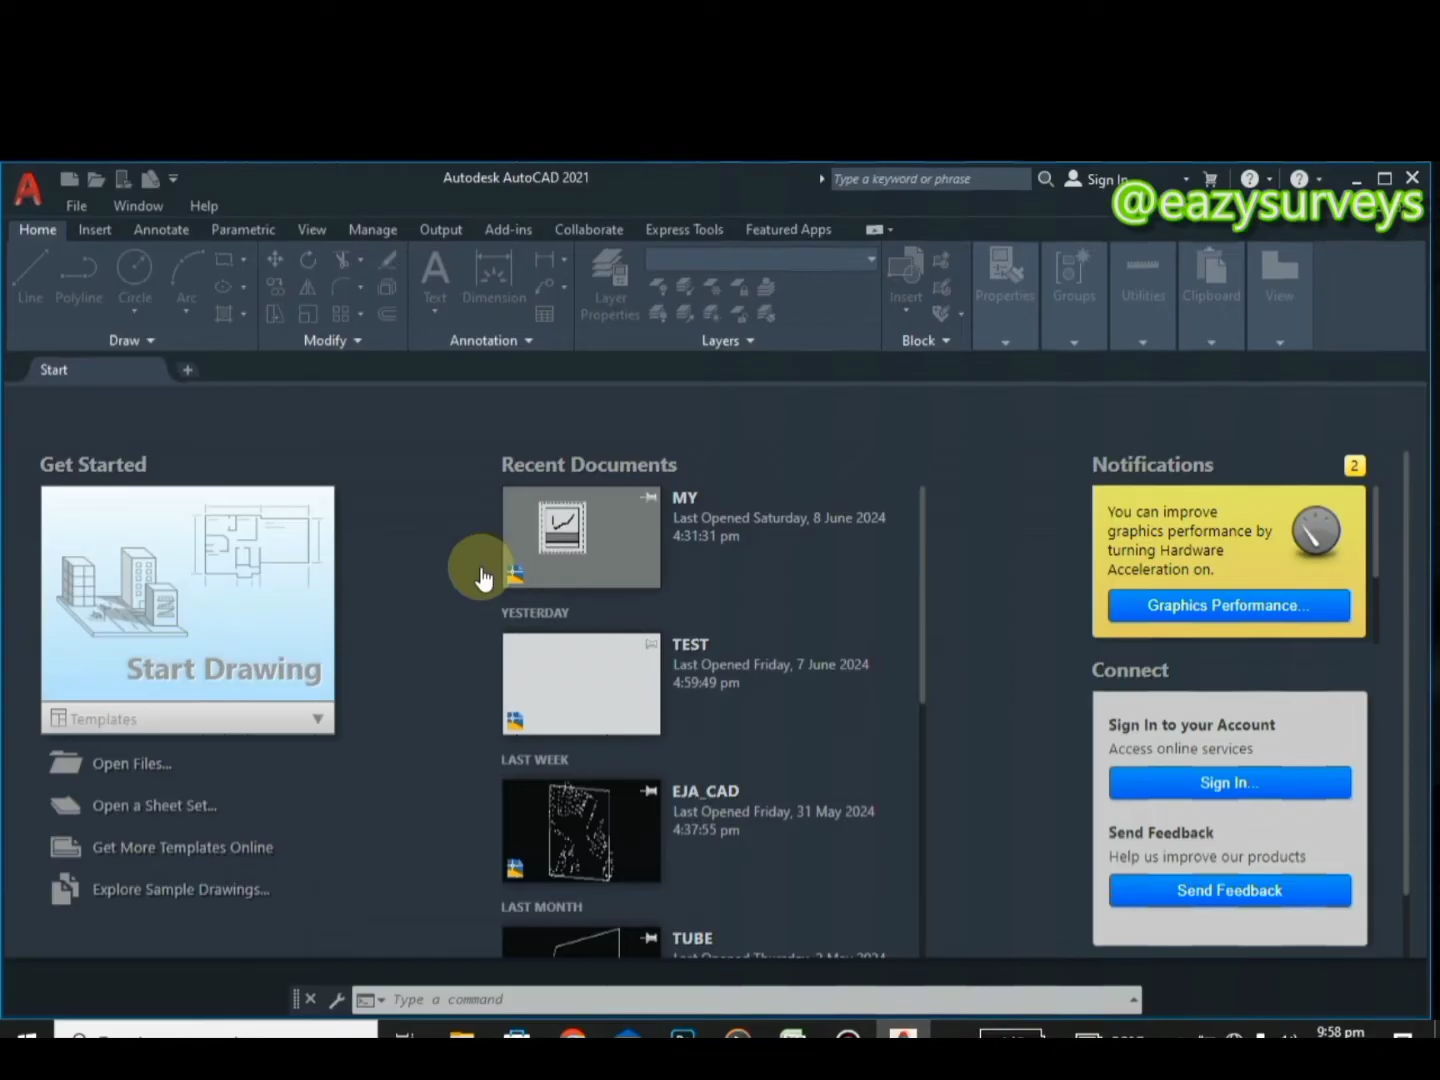 Autodesk AutoCAD 2021
Type a keyword or phrase
Sign In
@eazysurveys
File Window Help
Home Insert Annotate Parametric View Manage Output Add-ins Collaborate Express Tools Featured Apps
Line Polyline Circle Arc
Text Dimension
Layer Properties
Insert
Properties Groups Utilities Clipboard View
Draw Modify Annotation Layers Block
Start
Get Started
Start Drawing
Templates
Open Files...
Open a Sheet Set...
Get More Templates Online
Explore Sample Drawings...
Recent Documents
MY
Last Opened Saturday, 8 June 2024
4:31:31 pm
YESTERDAY
TEST
Last Opened Friday, 7 June 2024
4:59:49 pm
LAST WEEK
EJA_CAD
Last Opened Friday, 31 May 2024
4:37:55 pm
LAST MONTH
TUBE
Notifications
2
You can improve
graphics performance by
turning Hardware
Acceleration on.
Graphics Performance...
Connect
Sign In to your Account
Access online services
Sign In...
Send Feedback
Help us improve our products
Send Feedback
Type a command
9:58 pm